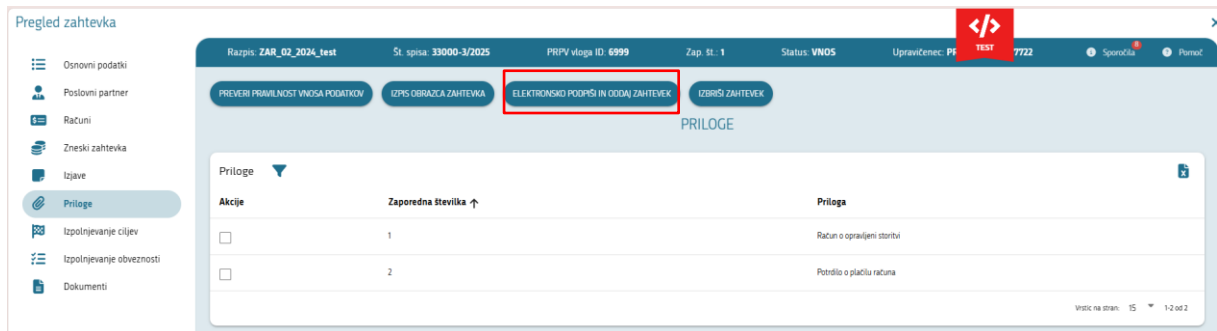 Pregled zahtevka
Razpis: ZAR_02_2024_test Št. spisa: 33000-3/2025 PRPV vloga ID: 6999 Zap. št.: 1 Status: VNOS Upravičenec: 7722 Sporočila 0 Pomoč
TEST
Osnovni podatki
Poslovni partner
Računi
Zneski zahtevka
Izjave
Priloge
Izpolnjevanje ciljev
Izpolnjevanje obveznosti
Dokumenti
PREVERI PRAVILNOST VNOSA PODATKOV IZPIS OBRAZCA ZAHTEVKA ELEKTRONSKO PODPIŠI IN ODDAJ ZAHTEVEK IZBRIŠI ZAHTEVEK
PRILOGE
Priloge
Akcije Zaporedna številka Priloga
1 Račun o opravljeni storitvi
2 Potrdilo o plačilu računa
Vrstic na stran: 15 1-2 od 2